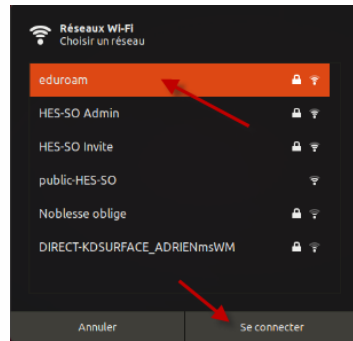 Réseaux Wi-Fi
Choisir un réseau
eduroam
HES-SO Admin
HES-SO Invite
public-HES-SO
Noblesse oblige
DIRECT-KDSURFACE_ADRIENmsWM
Annuler
Se connecter